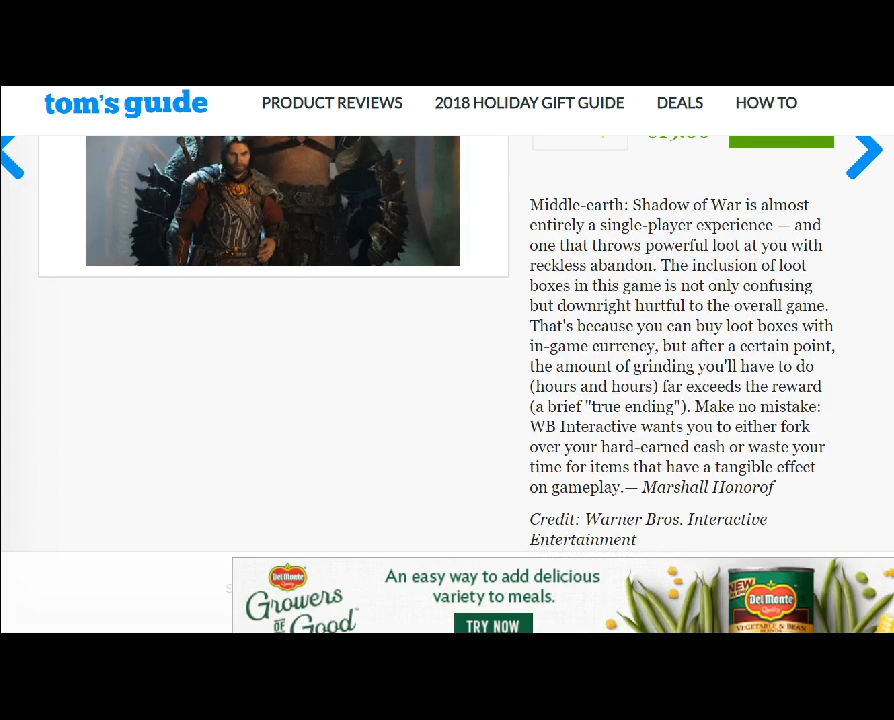 tom's guide
PRODUCT REVIEWS
2018 HOLIDAY GIFT GUIDE
DEALS
HOW TO
Middle-earth: Shadow of War is almost
entirely a single-player experience — and
one that throws powerful loot at you with
reckless abandon. The inclusion of loot
boxes in this game is not only confusing
but downright hurtful to the overall game.
That's because you can buy loot boxes with
in-game currency, but after a certain point,
the amount of grinding you'll have to do
(hours and hours) far exceeds the reward
(a brief "true ending"). Make no mistake:
WB Interactive wants you to either fork
over your hard-earned cash or waste your
time for items that have a tangible effect
on gameplay.— Marshall Honorof
Credit: Warner Bros. Interactive
Entertainment
Del Monte
Quality
Growers
OF
Good
An easy way to add delicious
variety to meals.
TRY NOW
NEW
Del Monte
Quality
VEGETABLE & BEAN